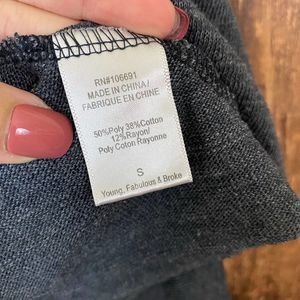 RN#106691
MADE IN CHINA /
FABRIQUE EN CHINE
50%Poly 38%Cotton
12%Rayon/
Poly Coton Rayonne
S
Young, Fabulous & Broke